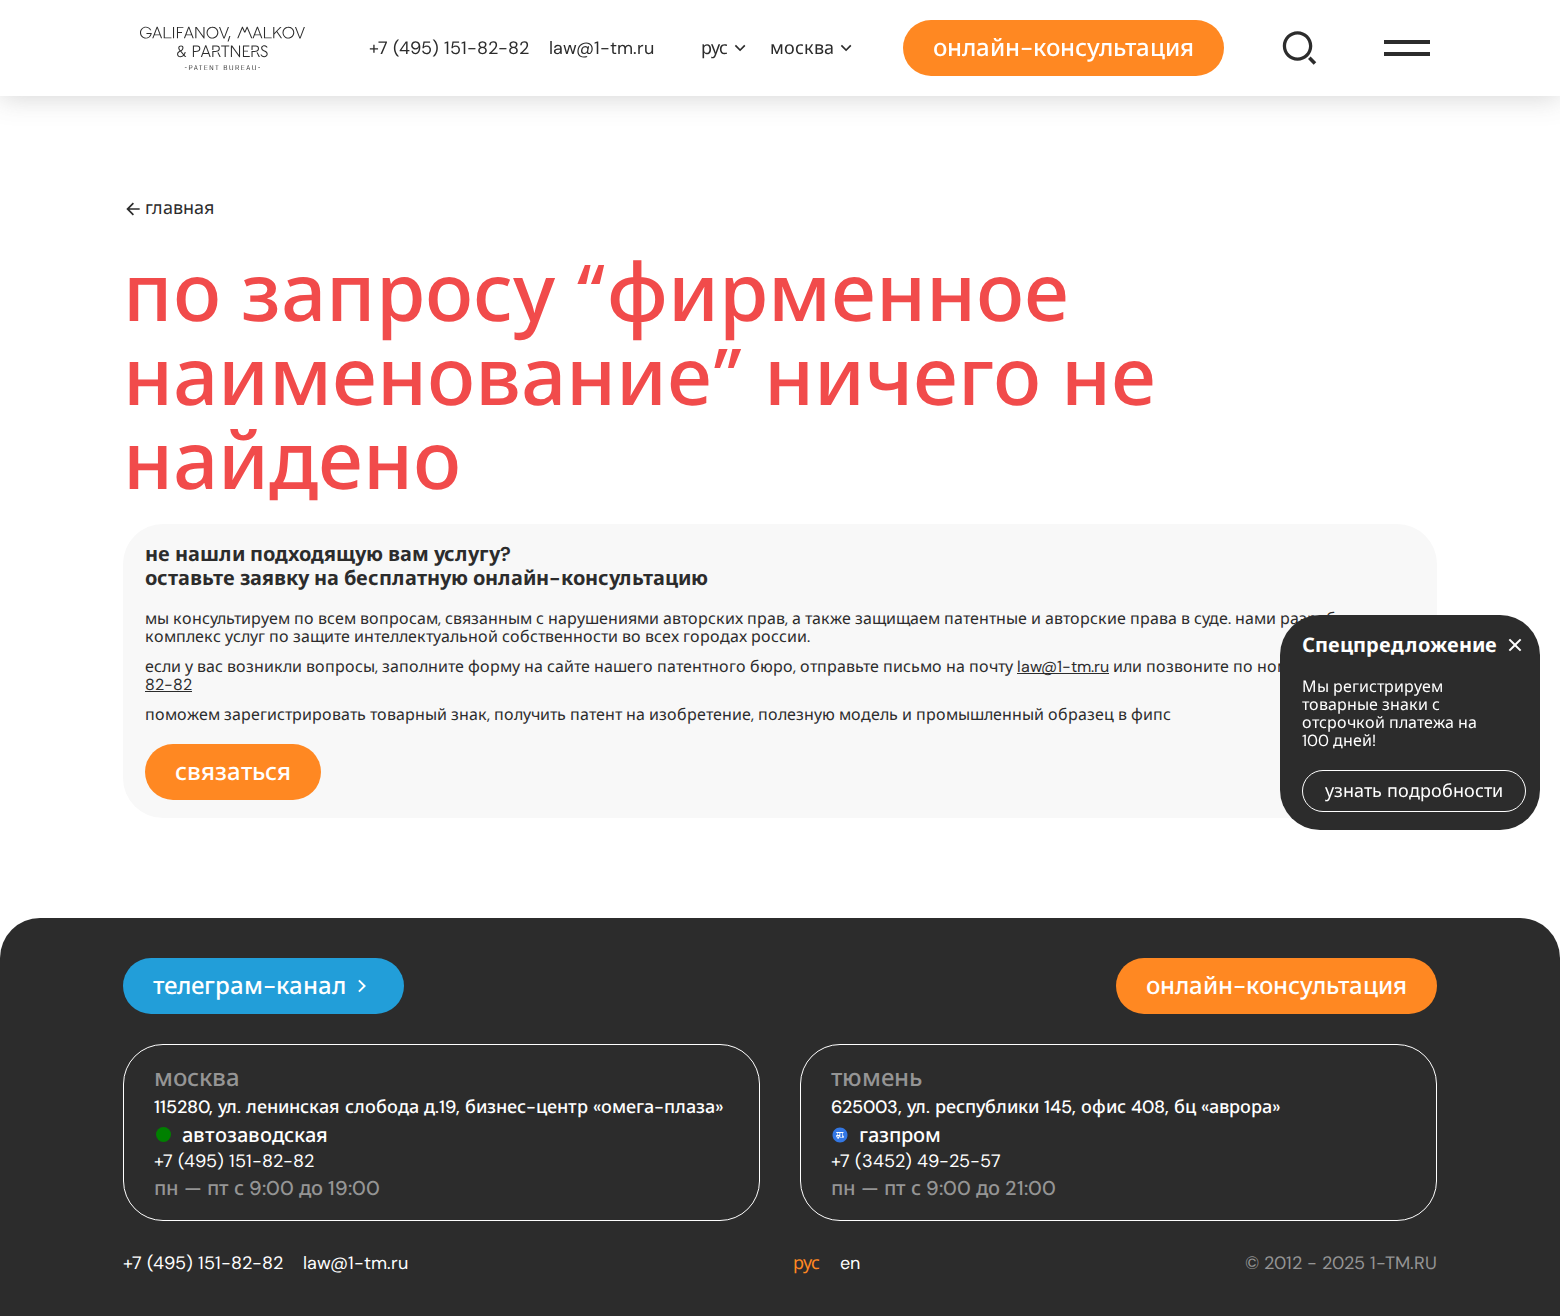 GALIFANOV, MALKOV
& PARTNERS
-PATENT BUREAU-
+7 (495) 151-82-82 law@1-tm.ru рус москва онлайн-консультация
главная
по запросу “фирменное
наименование” ничего не
найдено
не нашли подходящую вам услугу?
оставьте заявку на бесплатную онлайн-консультацию
мы консультируем по всем вопросам, связанным с нарушениями авторских прав, а также защищаем патентные и авторские права в суде. нами
комплекс услуг по защите интеллектуальной собственности во всех городах россии.
если у вас возникли вопросы, заполните форму на сайте нашего патентного бюро, отправьте письмо на почту law@1-tm.ru или позвоните по
82-82
поможем зарегистрировать товарный знак, получить патент на изобретение, полезную модель и промышленный образец в фипс
связаться
Спецпредложение
Мы регистрируем
товарные знаки с
отсрочкой платежа на
100 дней!
узнать подробности
телеграм-канал
онлайн-консультация
москва
115280, ул. ленинская слобода д.19, бизнес-центр «омега-плаза»
автозаводская
+7 (495) 151-82-82
пн — пт с 9:00 до 19:00
тюмень
625003, ул. республики 145, офис 408, бц «аврора»
газпром
+7 (3452) 49-25-57
пн — пт с 9:00 до 21:00
+7 (495) 151-82-82 law@1-tm.ru рус en © 2012 - 2025 1-TM.RU